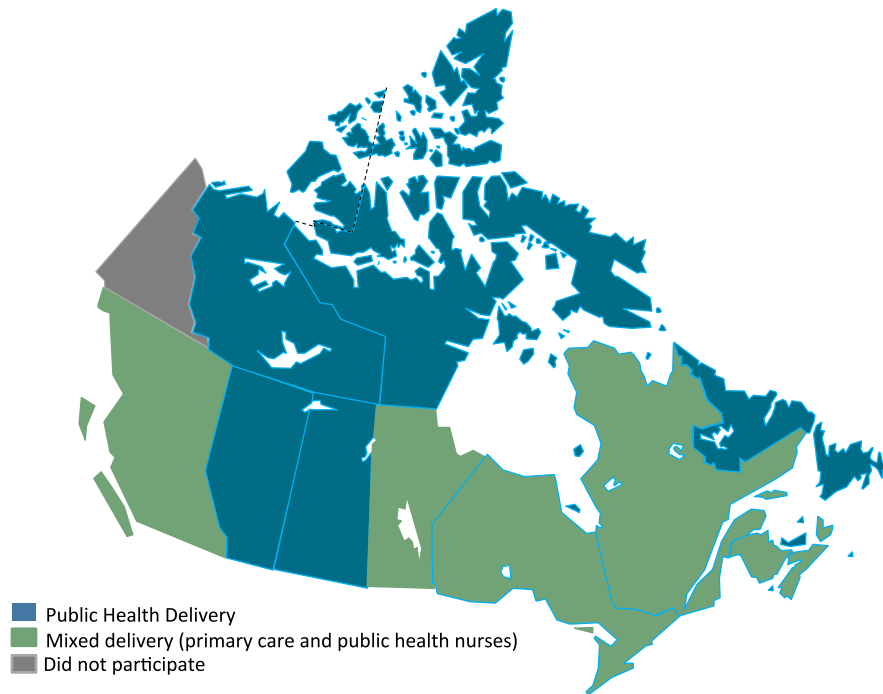 Public Health Delivery
Mixed delivery (primary care and public health nurses)
Did not participate